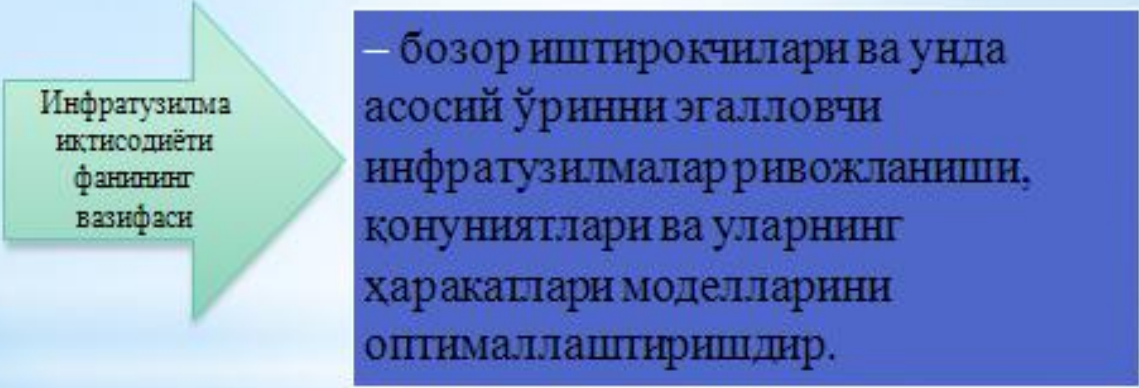 Инфратузилма
иқтисодиёти
фанининг
вазифаси
– бозор иштирокчилари ва унда
асосий ўринни эгалловчи
инфратузилмалар ривожланиши,
қонуниятлари ва уларнинг
ҳаракатлари моделларини
оптималлаштиришдир.